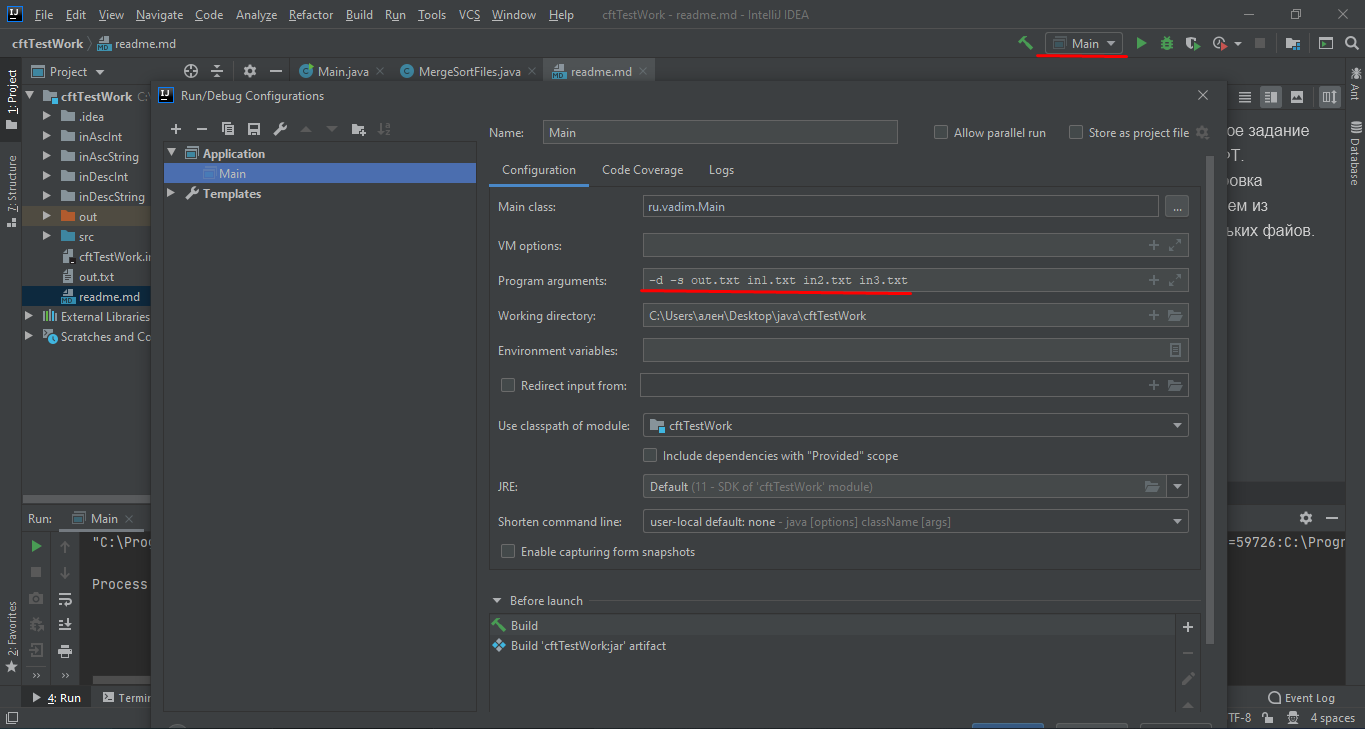 File Edit View Navigate Code Analyze Refactor Build Run Tools VCS Window Help cftTestWork - readme.md - IntelliJ IDEA
cftTestWork readme.md
Main
Project
Main.java MergeSortFiles.java readme.md
1: Project
7: Structure
2: Favorites
cftTestWork C:\
.idea
inAscInt
inAscString
inDescInt
inDescString
out
src
cftTestWork.in
out.txt
readme.md
External Libraries
Scratches and Co
Run/Debug Configurations
Application
Main
Templates
Name: Main
Allow parallel run Store as project file
Configuration Code Coverage Logs
Main class: ru.vadim.Main ...
VM options:
Program arguments: -d -s out.txt in1.txt in2.txt in3.txt
Working directory: C:\Users\ален\Desktop\java\cftTestWork
Environment variables:
Redirect input from:
Use classpath of module: cftTestWork
Include dependencies with "Provided" scope
JRE: Default (11 - SDK of 'cftTestWork' module)
Shorten command line: user-local default: none - java [options] className [args]
Enable capturing form snapshots
Before launch
Build
Build 'cftTestWork:jar' artifact
ое задание
РТ.
ровка
ем из
ьких файов.
Ant
Database
Run: Main
"C:\Prog
=59726:C:\Progr
Process
4: Run Termin
Event Log
TF-8 4 spaces